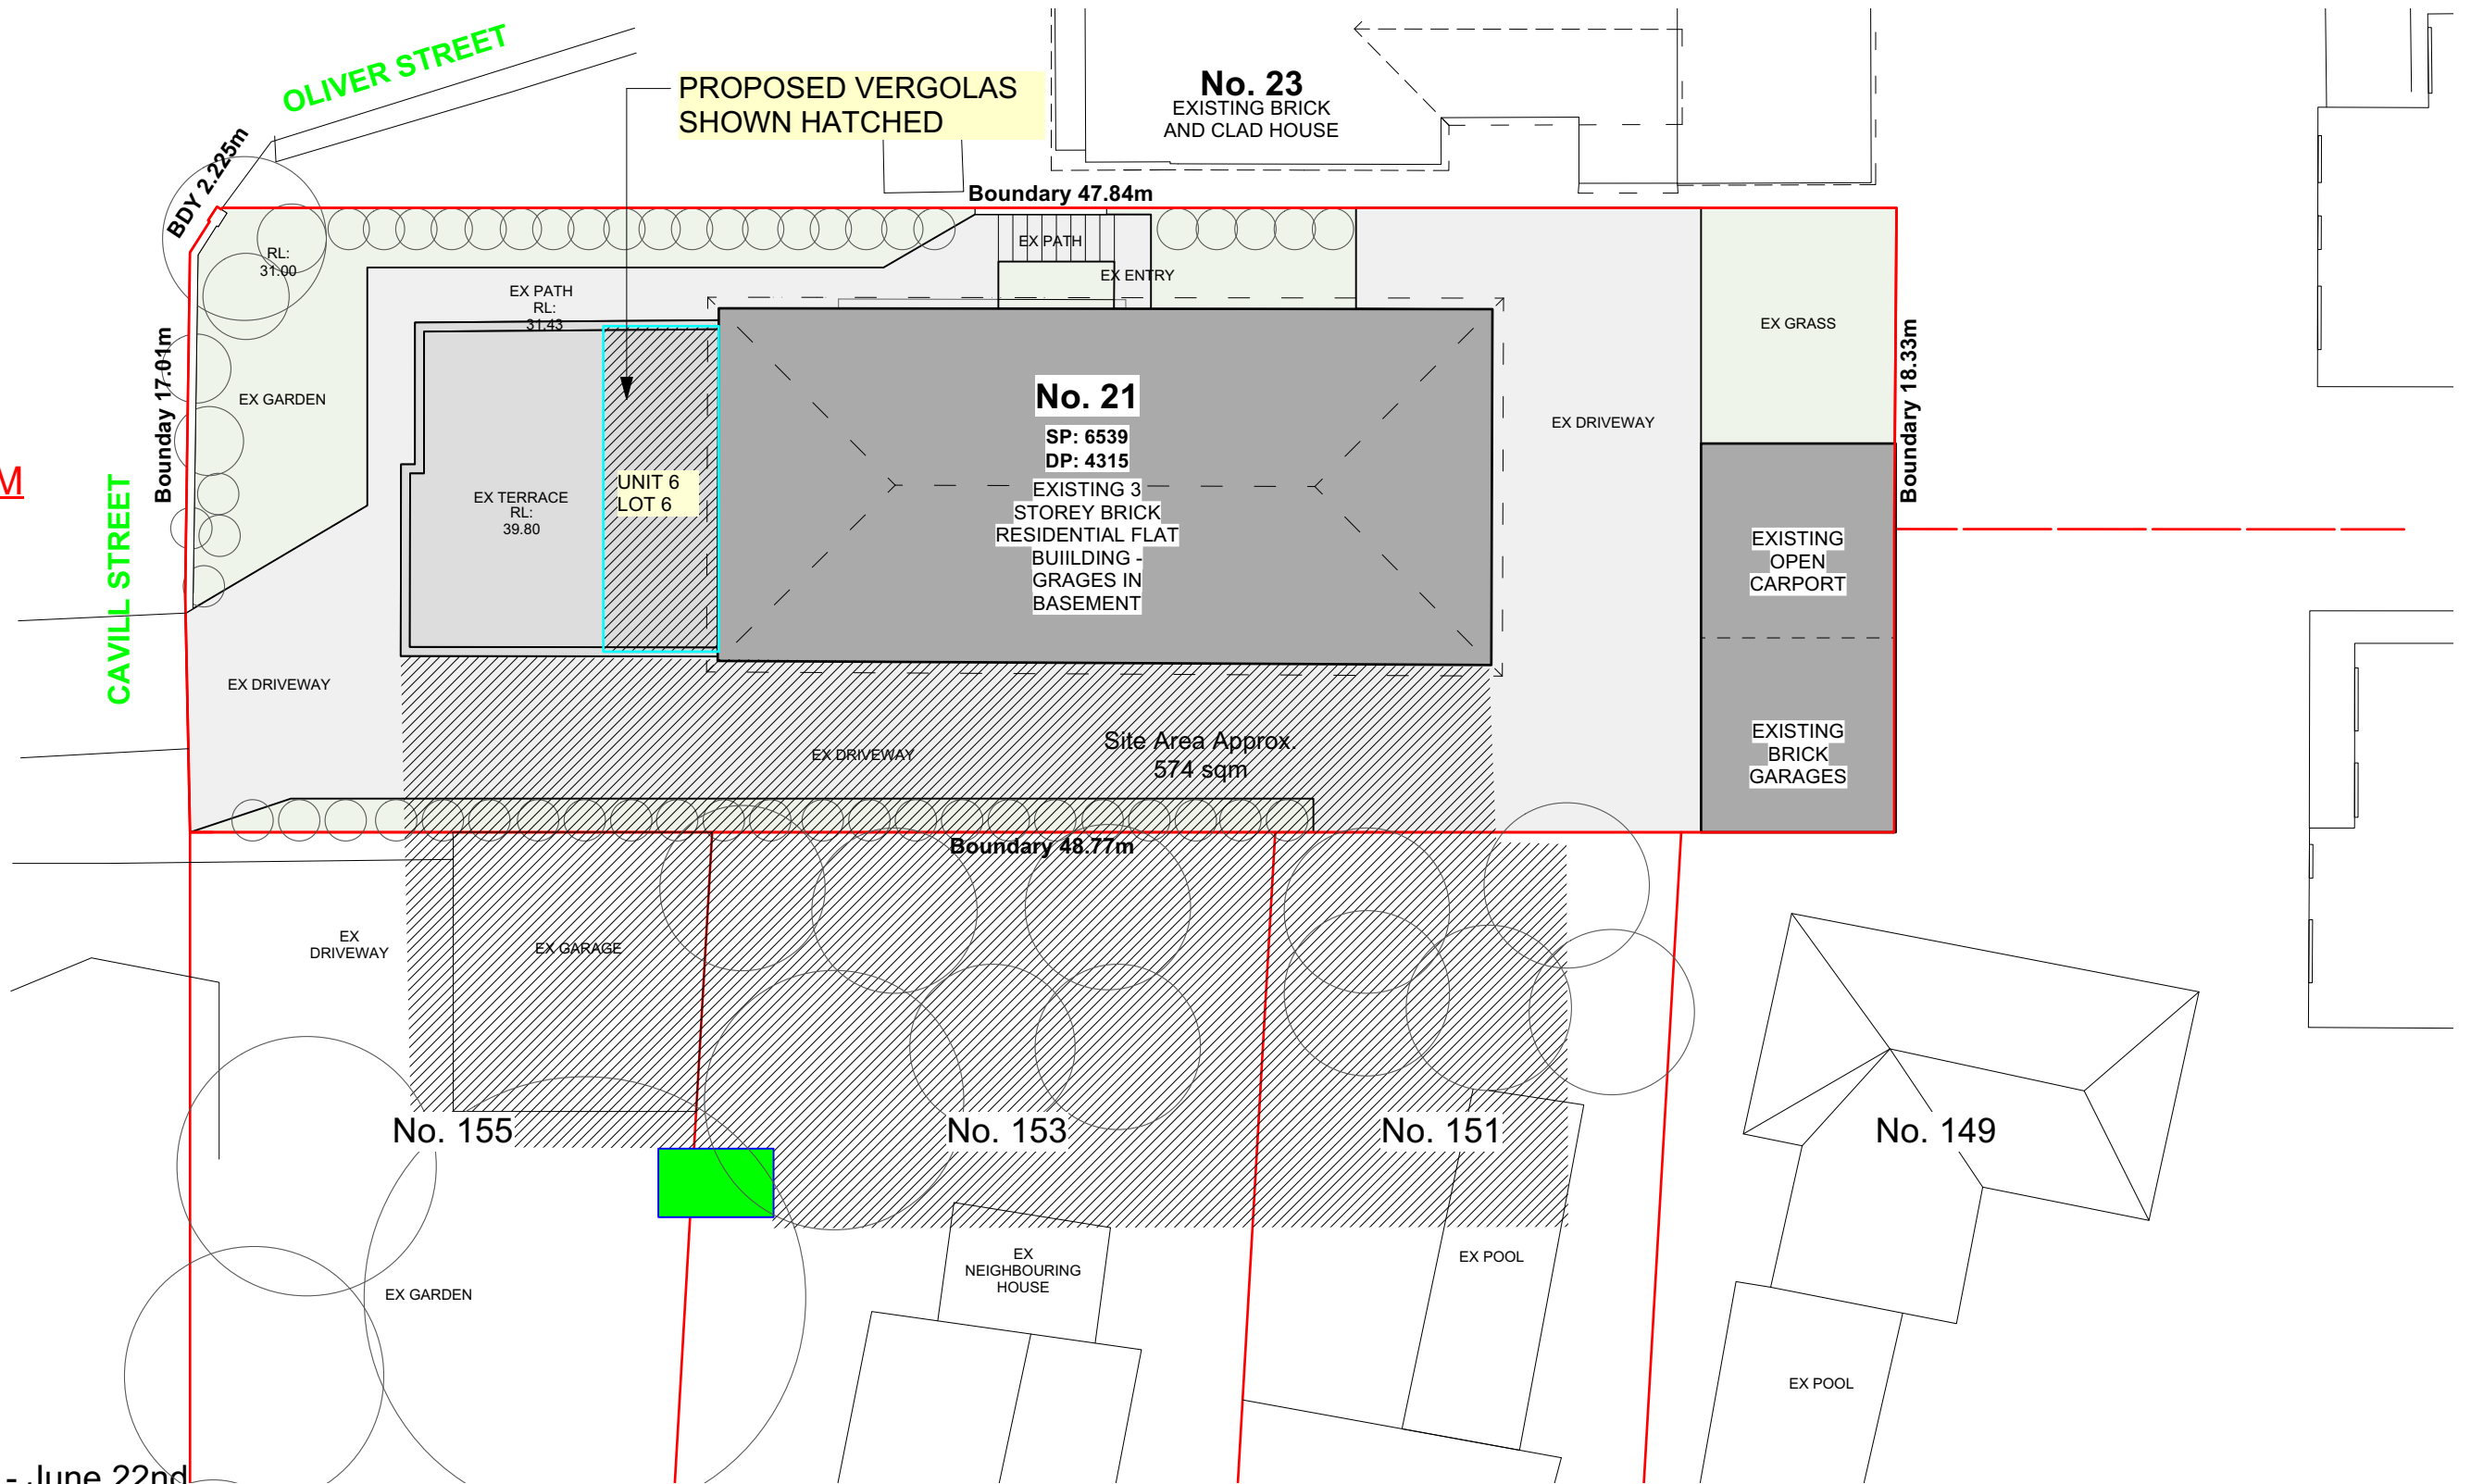 OLIVER STREET
PROPOSED VERGOLAS
SHOWN HATCHED
No. 23
EXISTING BRICK
AND CLAD HOUSE
BDY 2.225m
Boundary 47.84m
RL:
31.00
EX PATH
EX ENTRY
EX PATH
RL:
31.43
EX GRASS
Boundary 17.01m
EX GARDEN
No. 21
SP: 6539
DP: 4315
EXISTING 3
STOREY BRICK
RESIDENTIAL FLAT
BUIILDING -
GRAGES IN
BASEMENT
EX DRIVEWAY
Boundary 18.33m
M
CAVILL STREET
EX TERRACE
RL:
39.80
UNIT 6
LOT 6
EXISTING
OPEN
CARPORT
EX DRIVEWAY
EX DRIVEWAY
Site Area Approx.
574 sqm
EXISTING
BRICK
GARAGES
Boundary 48.77m
EX
DRIVEWAY
EX GARAGE
No. 155
No. 153
No. 151
No. 149
EX GARDEN
EX
NEIGHBOURING
HOUSE
EX POOL
EX POOL
- June 22nd